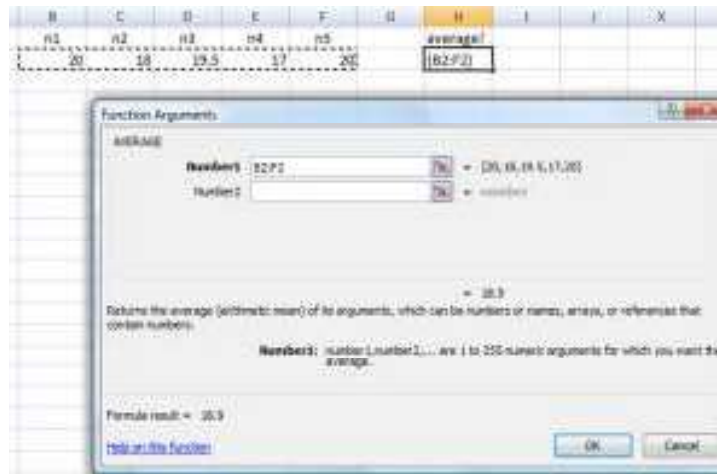 B C D E F G H I J K
n1 n2 n3 n4 n5 average?
20 18 19.5 17 20 (B2:F2)
Function Arguments
AVERAGE
Number1 B2:F2 = {20,18,19.5,17,20}
Number2 = number
= 18.9
Returns the average (arithmetic mean) of its arguments, which can be numbers or names, arrays, or references that
contain numbers.
Number1: number1,number2,... are 1 to 255 numeric arguments for which you want the
average.
Formula result = 18.9
Help on this function OK Cancel